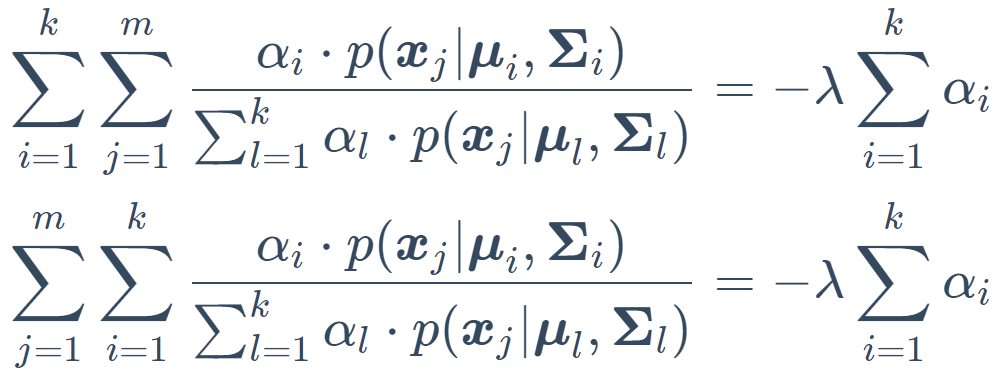 \sum_{i=1}^{k} \sum_{j=1}^{m} \frac{\alpha_i \cdot p(\boldsymbol{x}_j | \boldsymbol{\mu}_i, \boldsymbol{\Sigma}_i)}{\sum_{l=1}^{k} \alpha_l \cdot p(\boldsymbol{x}_j | \boldsymbol{\mu}_l, \boldsymbol{\Sigma}_l)} = -\lambda \sum_{i=1}^{k} \alpha_i
\sum_{j=1}^{m} \sum_{i=1}^{k} \frac{\alpha_i \cdot p(\boldsymbol{x}_j | \boldsymbol{\mu}_i, \boldsymbol{\Sigma}_i)}{\sum_{l=1}^{k} \alpha_l \cdot p(\boldsymbol{x}_j | \boldsymbol{\mu}_l, \boldsymbol{\Sigma}_l)} = -\lambda \sum_{i=1}^{k} \alpha_i